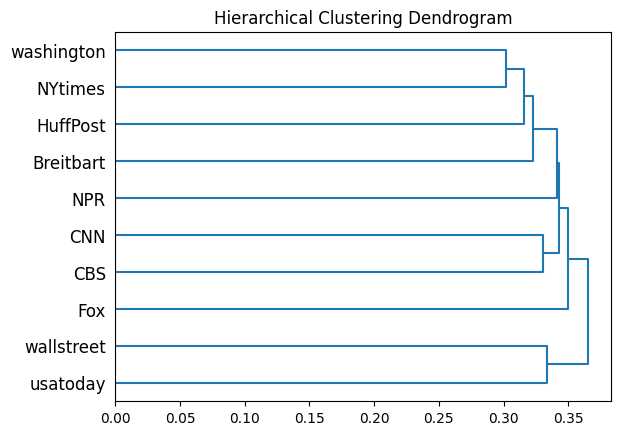 Hierarchical Clustering Dendrogram
washington
NYtimes
HuffPost
Breitbart
NPR
CNN
CBS
Fox
wallstreet
usatoday
0.00 0.05 0.10 0.15 0.20 0.25 0.30 0.35